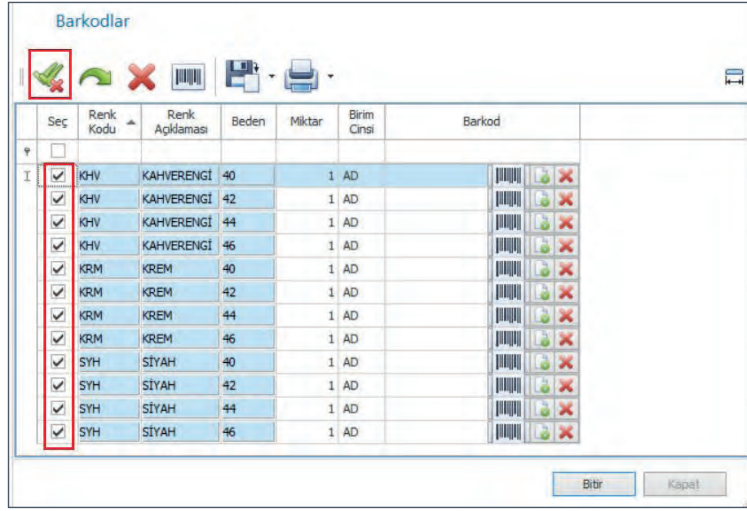 Barkodlar
Seç Renk Kodu Renk Açıklaması Beden Miktar Birim Cinsi Barkod
KHV KAHVERENGİ 40 1 AD
KHV KAHVERENGİ 42 1 AD
KHV KAHVERENGİ 44 1 AD
KHV KAHVERENGİ 46 1 AD
KRM KREM 40 1 AD
KRM KREM 42 1 AD
KRM KREM 44 1 AD
KRM KREM 46 1 AD
SYH SİYAH 40 1 AD
SYH SİYAH 42 1 AD
SYH SİYAH 44 1 AD
SYH SİYAH 46 1 AD
Bitir Kapat